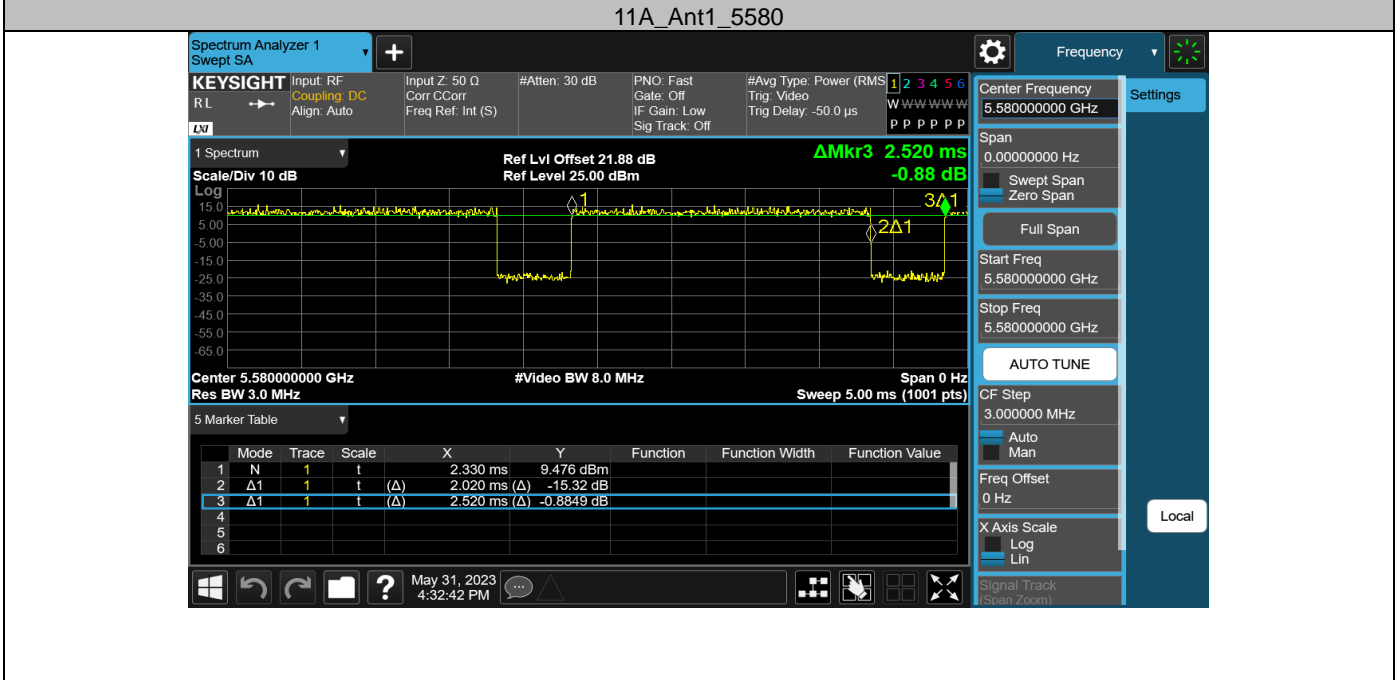 11A_Ant1_5580
Spectrum Analyzer 1
Swept SA
+
Frequency
KEYSIGHT
RL
LXI
Input: RF
Coupling: DC
Align: Auto
Input Z: 50 Ω
Corr CCorr
Freq Ref: Int (S)
#Atten: 30 dB
PNO: Fast
Gate: Off
IF Gain: Low
Sig Track: Off
#Avg Type: Power (RMS
Trig: Video
Trig Delay: -50.0 µs
1 2 3 4 5 6
W W W W W W
P P P P P P
1 Spectrum
Scale/Div 10 dB
Ref Lvl Offset 21.88 dB
Ref Level 25.00 dBm
ΔMkr3 2.520 ms
-0.88 dB
Log
15.0
5.00
-5.00
-15.0
-25.0
-35.0
-45.0
-55.0
-65.0
1
2Δ1
3Δ1
Center 5.580000000 GHz
#Video BW 8.0 MHz
Span 0 Hz
Res BW 3.0 MHz
Sweep 5.00 ms (1001 pts)
5 Marker Table
Mode Trace Scale X Y Function Function Width Function Value
1 N 1 t 2.330 ms 9.476 dBm
2 Δ1 1 t (Δ) 2.020 ms (Δ) -15.32 dB
3 Δ1 1 t (Δ) 2.520 ms (Δ) -0.8849 dB
4
5
6
?
May 31, 2023
4:32:42 PM
Center Frequency
5.580000000 GHz
Span
0.00000000 Hz
Swept Span
Zero Span
Full Span
Start Freq
5.580000000 GHz
Stop Freq
5.580000000 GHz
AUTO TUNE
CF Step
3.000000 MHz
Auto
Man
Freq Offset
0 Hz
X Axis Scale
Log
Lin
Signal Track
(Span Zoom)
Settings
Local